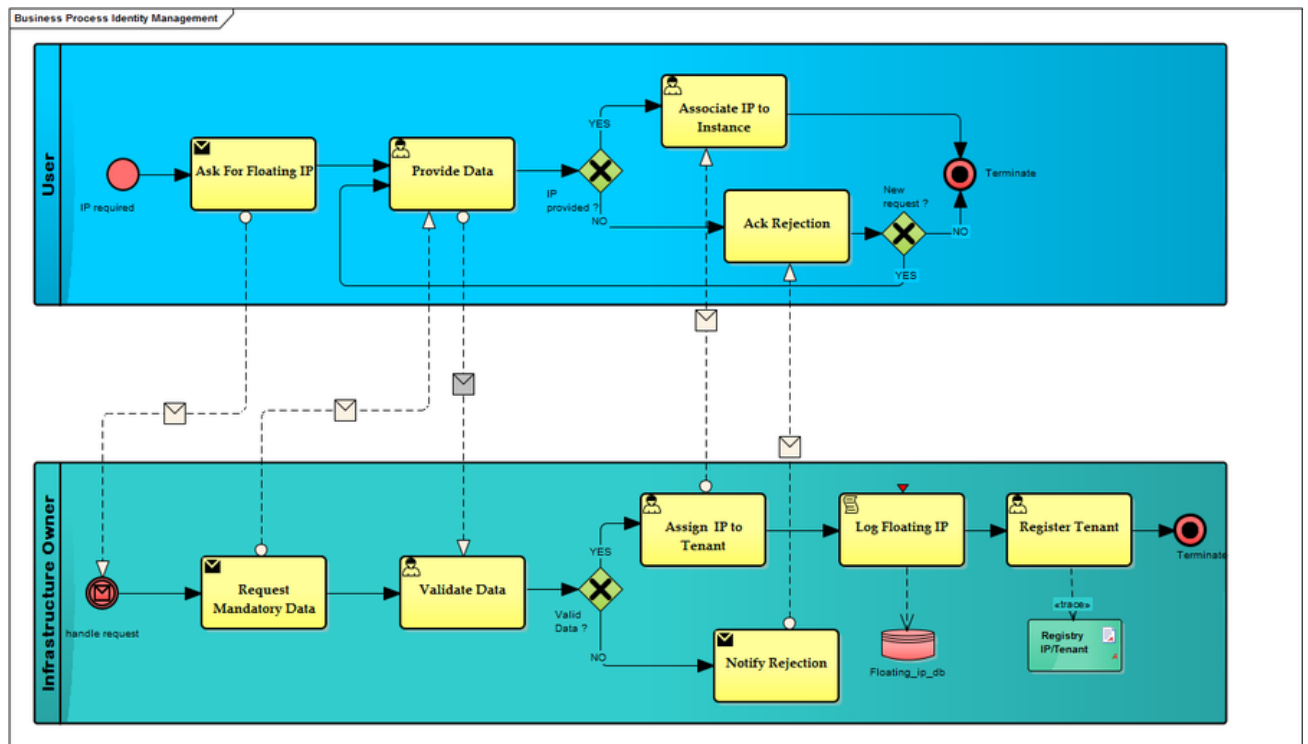 Business Process Identity Management
User
IP required
Ask For Floating IP
Provide Data
IP
provided ?
YES
NO
Associate IP to
Instance
Ack Rejection
New
request ?
YES
NO
Terminate
Infrastructure Owner
handle request
Request
Mandatory Data
Validate Data
Valid
Data ?
YES
NO
Assign IP to
Tenant
Notify Rejection
Log Floating IP
Floating_ip_db
Register Tenant
«trace»
Registry
IP/Tenant
Terminate